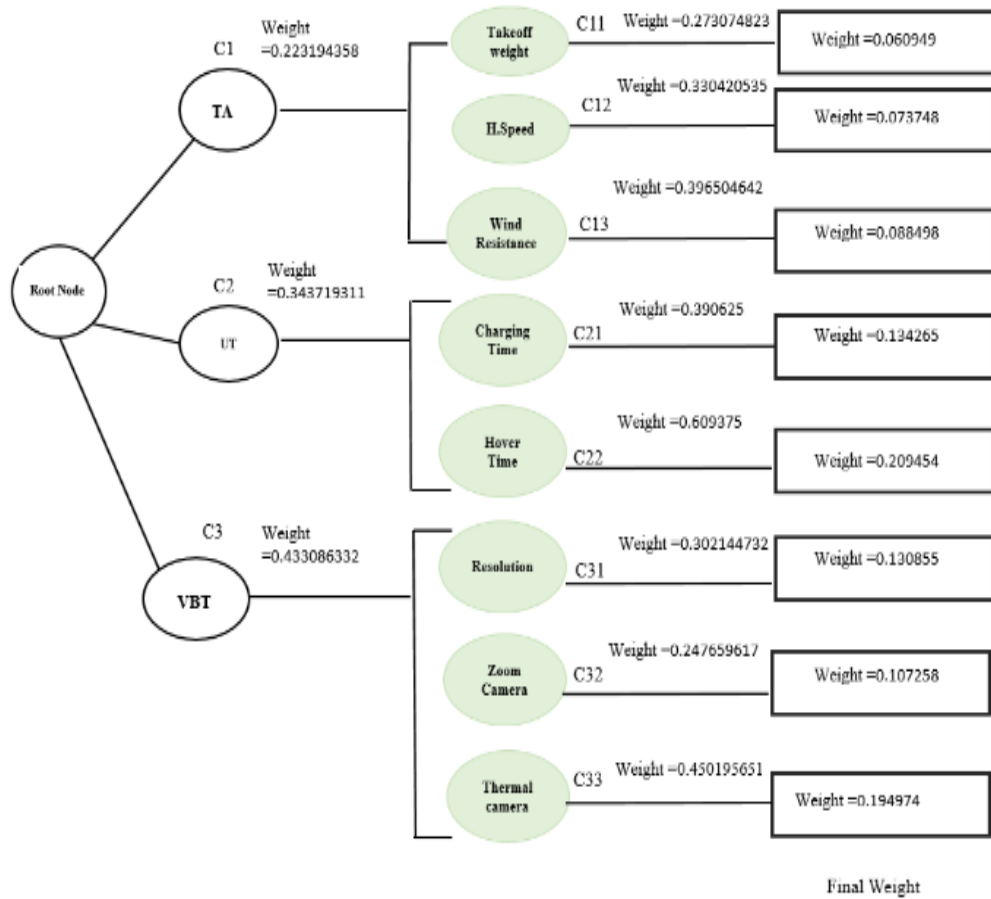 Root Node
C1
Weight
=0.223194358
TA
Takeoff
weight
C11
Weight =0.273074823
Weight =0.060949
H.Speed
C12
Weight =0.330420535
Weight =0.073748
Wind
Resistance
C13
Weight =0.396504642
Weight =0.088498
C2
Weight
=0.343719311
UT
Charging
Time
C21
Weight =0.390625
Weight =0.134265
Hover
Time
C22
Weight =0.609375
Weight =0.209454
C3
Weight
=0.433086332
VBT
Resolution
C31
Weight =0.302144732
Weight =0.130855
Zoom
Camera
C32
Weight =0.247659617
Weight =0.107258
Thermal
camera
C33
Weight =0.450195651
Weight =0.194974
Final Weight